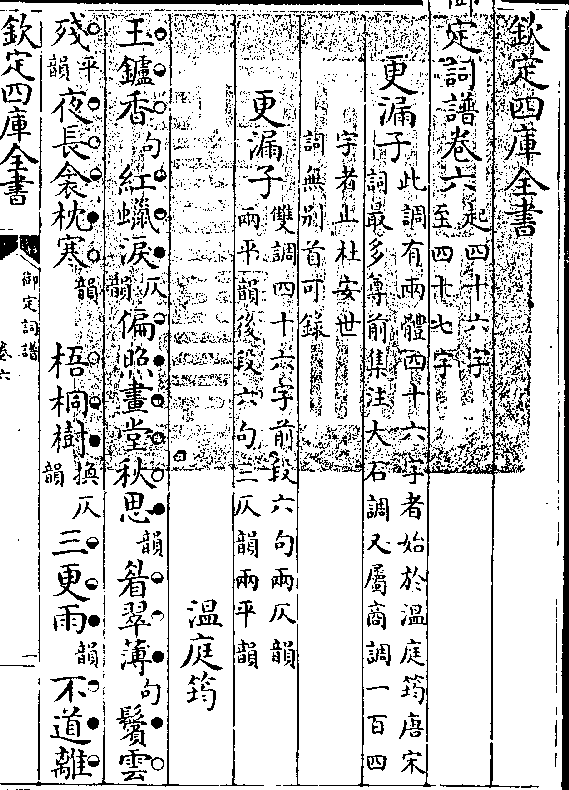 欽定四庫全書
御定詞譜卷六 起四十六字
至四十七字
更漏子 此調有兩體四十六字者始於溫庭筠唐宋
詞最多尊前集注大石調又屬商調一百四
字者止杜安世
詞無别首可錄
更漏子 雙調四十六字前段六句兩仄韻
兩平韻後段六句三仄韻兩平韻
溫庭筠
玉鑪香句紅蠟淚仄韻偏照畫堂秋思韻眉翠薄句鬢雲
殘平韻夜長衾枕寒韻 梧桐樹換仄韻三更雨韻不道離
欽定四庫全書
御定詞譜
卷六
一